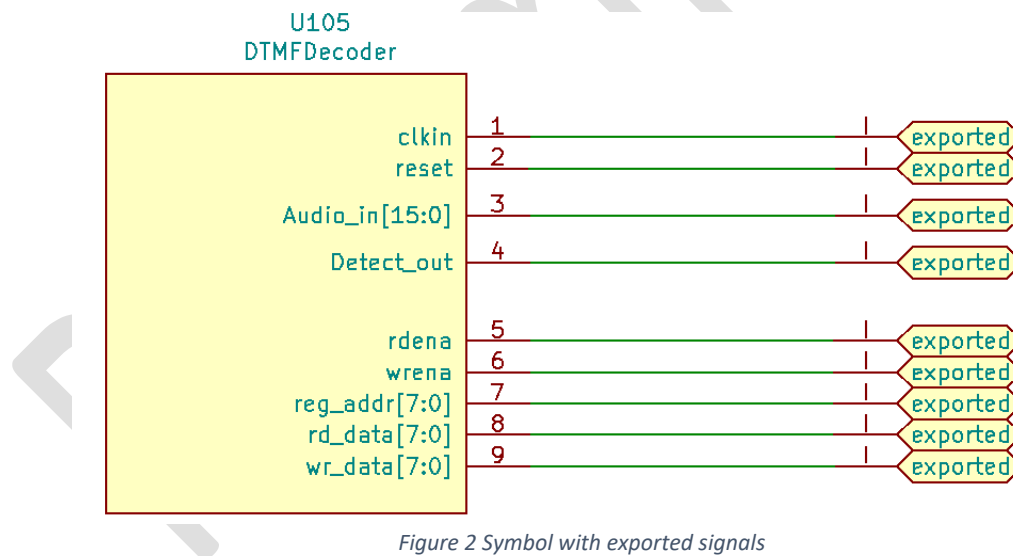 U105
DTMFDecoder
clkin 1 I exported
reset 2 I exported
Audio_in[15:0] 3 I exported
Detect_out 4 I exported
rdena 5 I exported
wrena 6 I exported
reg_addr[7:0] 7 I exported
rd_data[7:0] 8 I exported
wr_data[7:0] 9 I exported
Figure 2 Symbol with exported signals